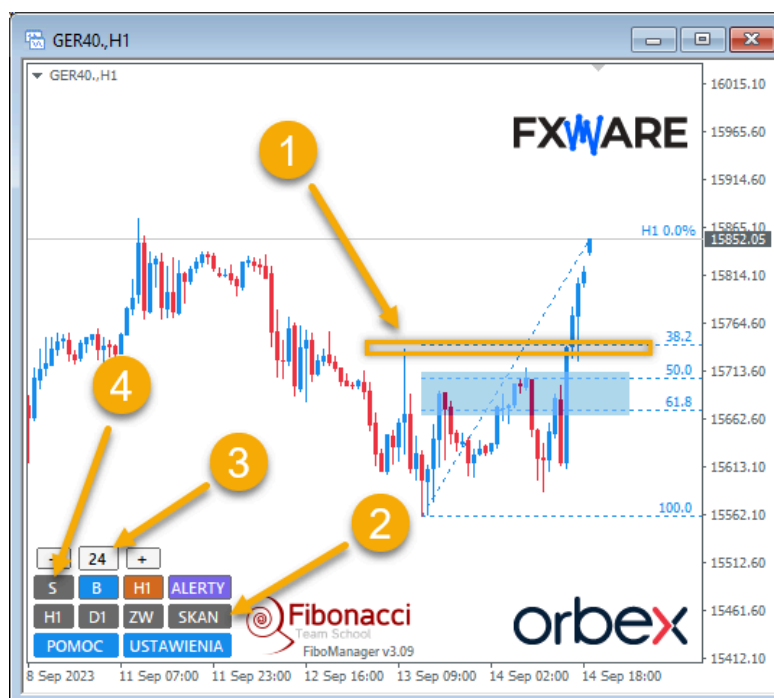 GER40.,H1
GER40.,H1
16015.10
FXWARE
15965.60
1
15914.60
15865.10
H1 0.0%
15852.05
15814.10
15764.60
38.2
15713.60
50.0
4
15662.60
61.8
3
15613.10
100.0
15562.10
2
- 24 +
15512.60
S B H1 ALERTY
H1 D1 ZW SKAN
Fibonacci
Team School
orbex
15461.60
POMOC USTAWIENIA
FiboManager v3.09
15412.10
8 Sep 2023 11 Sep 07:00 11 Sep 23:00 12 Sep 16:00 13 Sep 09:00 14 Sep 02:00 14 Sep 18:00